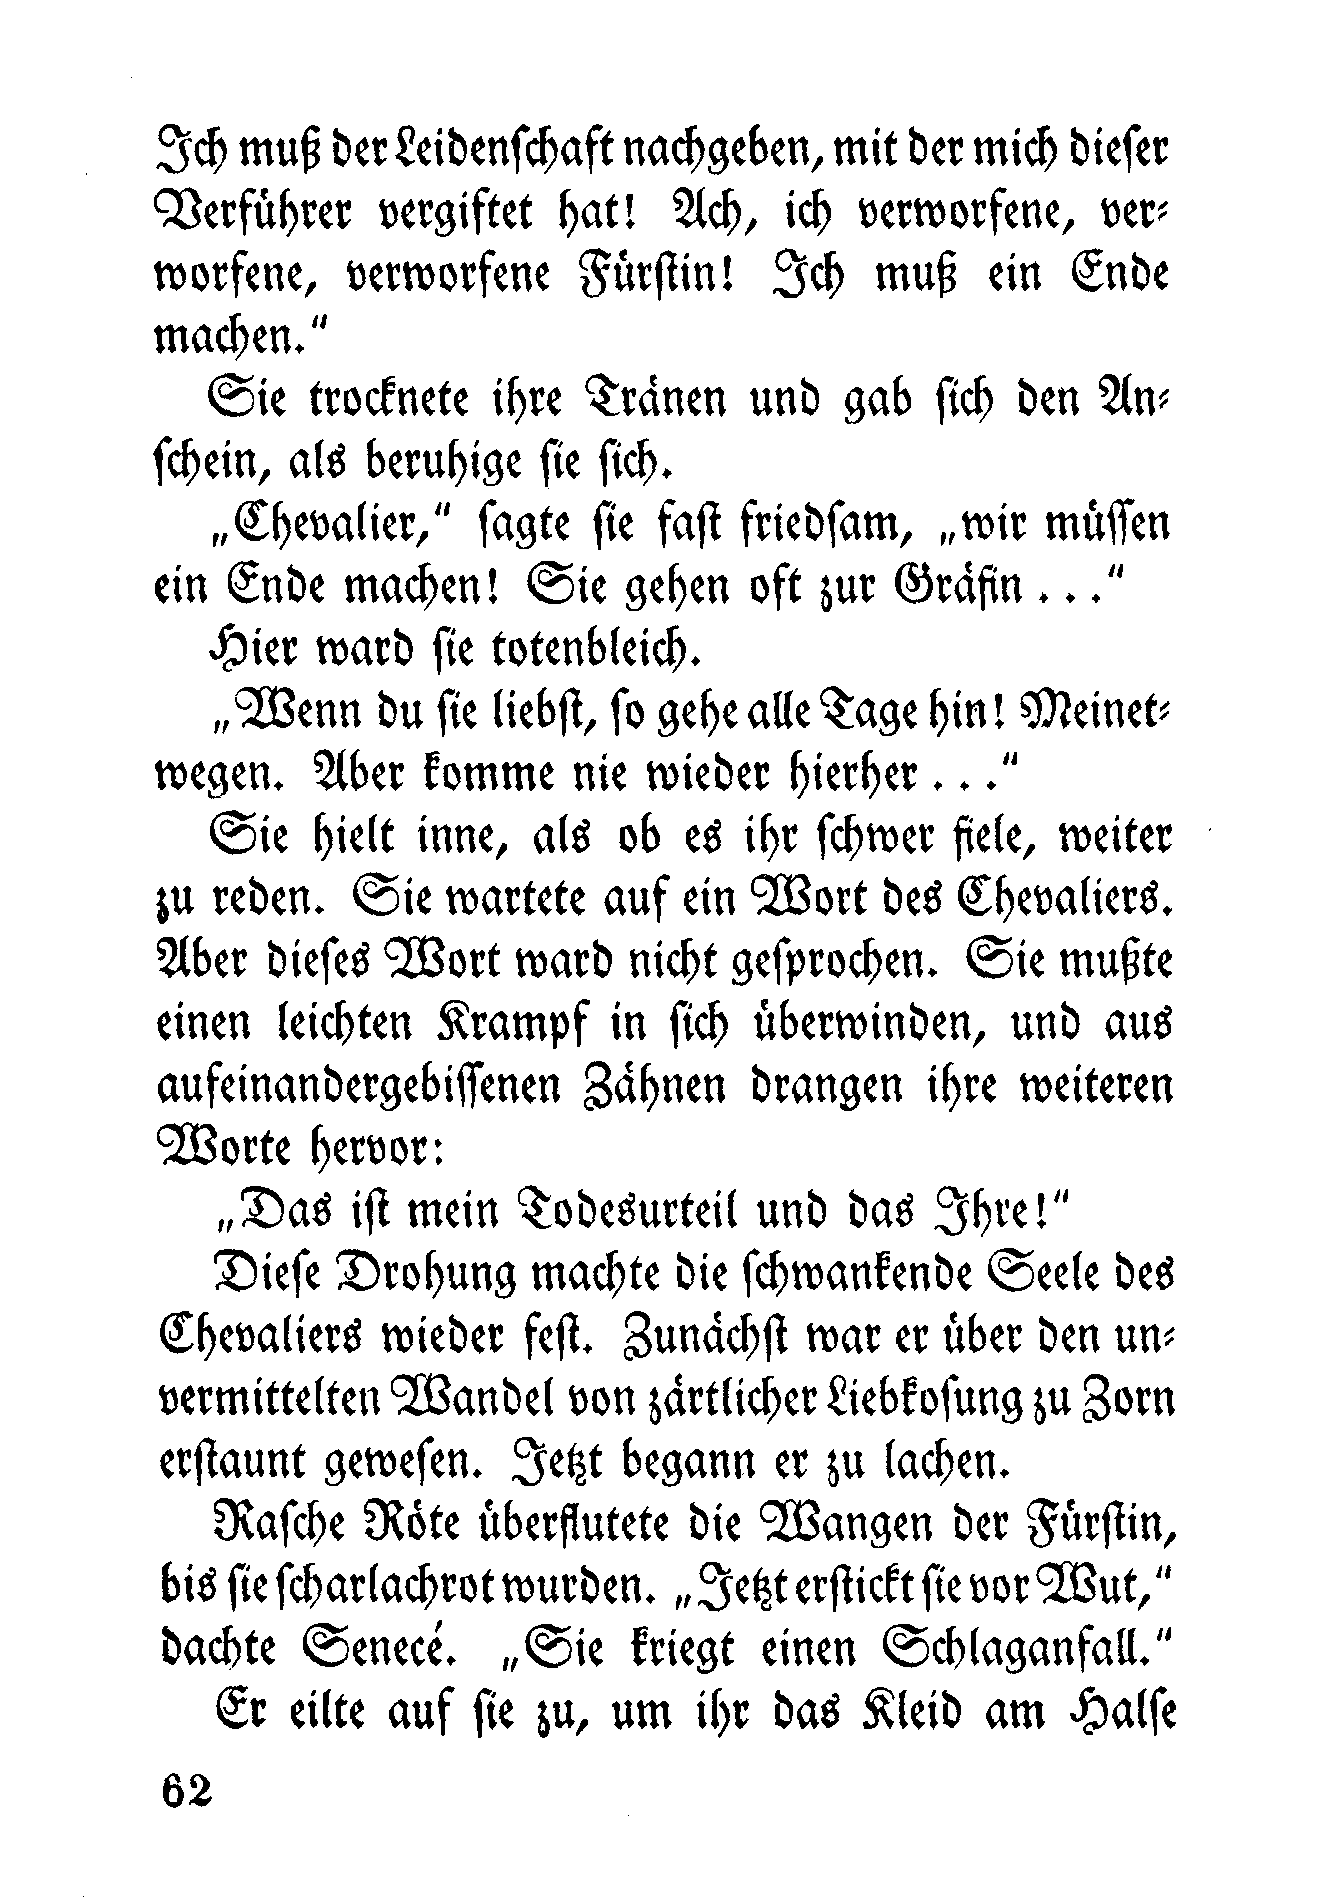 Ich muß der Leidenſchaft nachgeben, mit der mich dieſer
Verführer vergiftet hat! Ach, ich verworfene, ver⸗
worfene, verworfene Fürſtin! Ich muß ein Ende
machen.“
Sie trocknete ihre Tränen und gab ſich den An⸗
ſchein, als beruhige ſie ſich.
„Chevalier,“ ſagte ſie faſt friedſam, „wir müſſen
ein Ende machen! Sie gehen oft zur Gräfin . . .“
Hier ward ſie totenbleich.
„Wenn du ſie liebſt, ſo gehe alle Tage hin! Meinet⸗
wegen. Aber komme nie wieder hierher . . .“
Sie hielt inne, als ob es ihr ſchwer fiele, weiter
zu reden. Sie wartete auf ein Wort des Chevaliers.
Aber dieſes Wort ward nicht geſprochen. Sie mußte
einen leichten Krampf in ſich überwinden, und aus
aufeinandergebiſſenen Zähnen drangen ihre weiteren
Worte hervor:
„Das iſt mein Todesurteil und das Ihre!“
Dieſe Drohung machte die ſchwankende Seele des
Chevaliers wieder feſt. Zunächſt war er über den un⸗
vermittelten Wandel von zärtlicher Liebkoſung zu Zorn
erſtaunt geweſen. Jetzt begann er zu lachen.
Raſche Röte überflutete die Wangen der Fürſtin,
bis ſie ſcharlachrot wurden. „Jetzt erſtickt ſie vor Wut,“
dachte Senecé. „Sie kriegt einen Schlaganfall.“
Er eilte auf ſie zu, um ihr das Kleid am Halſe
62